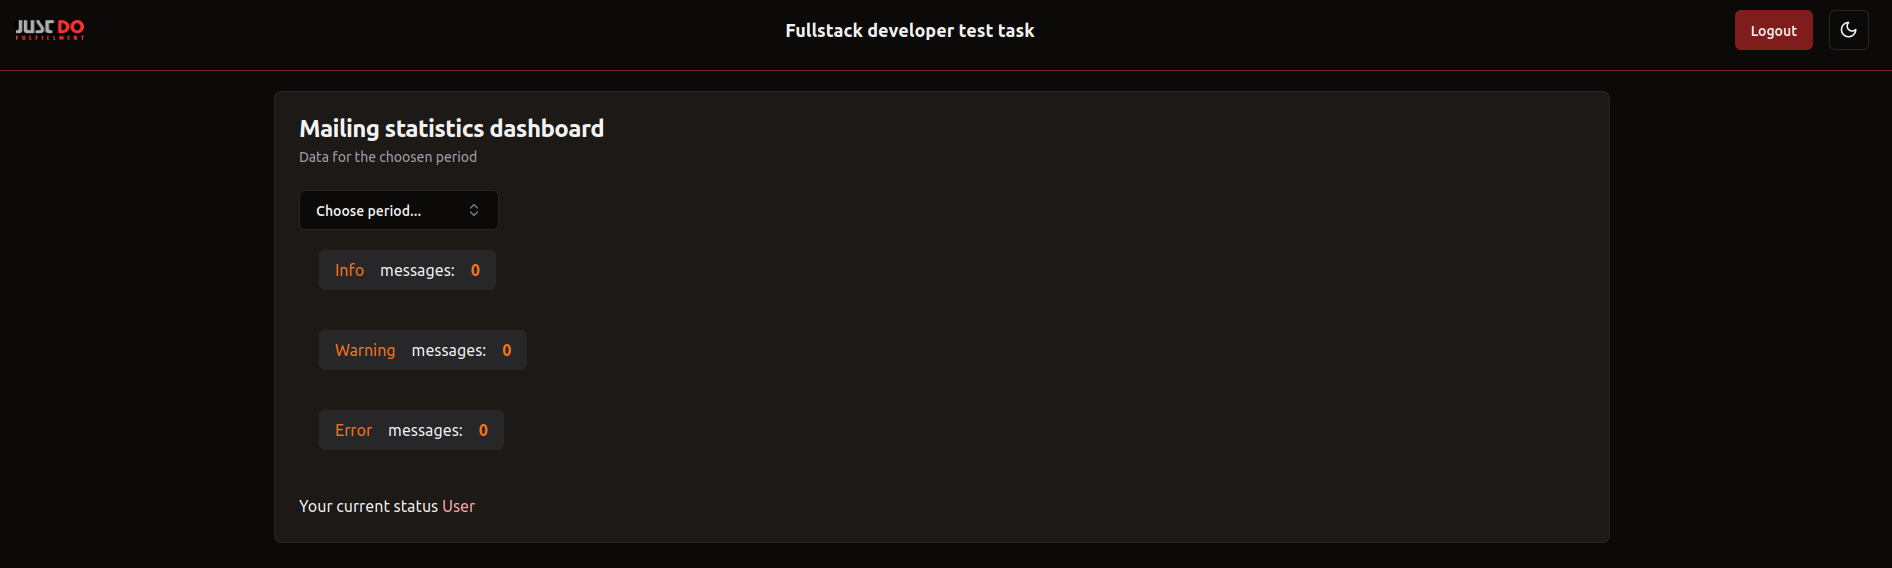 JUST DO
FULFILLMENT
Fullstack developer test task
Logout
Mailing statistics dashboard
Data for the choosen period
Choose period...
Info messages: 0
Warning messages: 0
Error messages: 0
Your current status User